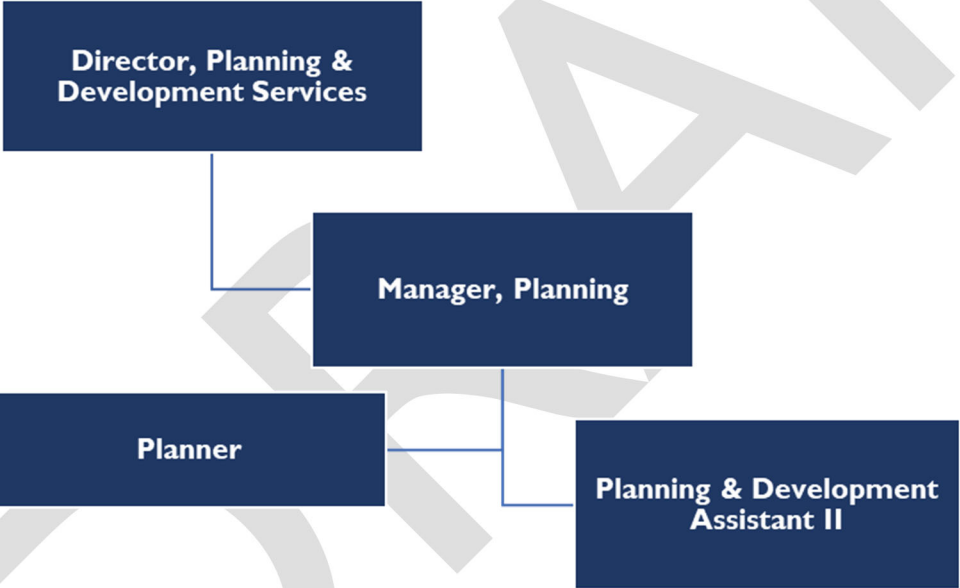 Director, Planning &
Development Services
Manager, Planning
Planner
Planning & Development
Assistant II